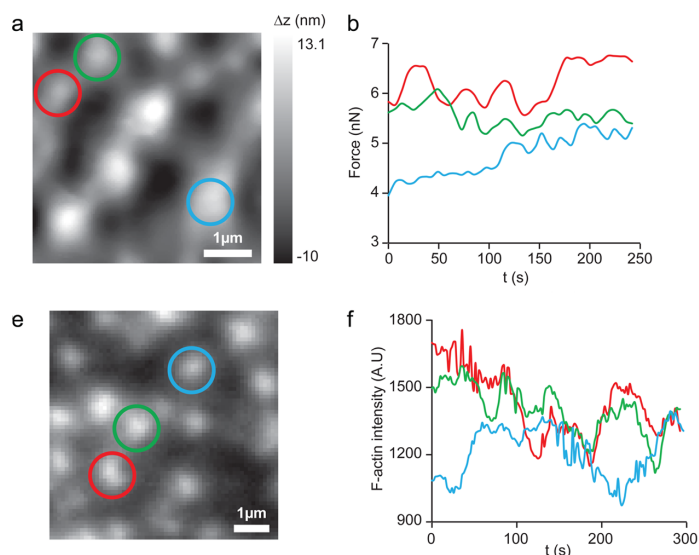 a
Δz (nm)
13.1
-10
1µm
b
7
6
5
4
3
Force (nN)
0
50
100
150
200
250
t (s)
e
1µm
f
1800
1500
1200
900
F-actin intensity (A.U)
0
100
200
300
t (s)